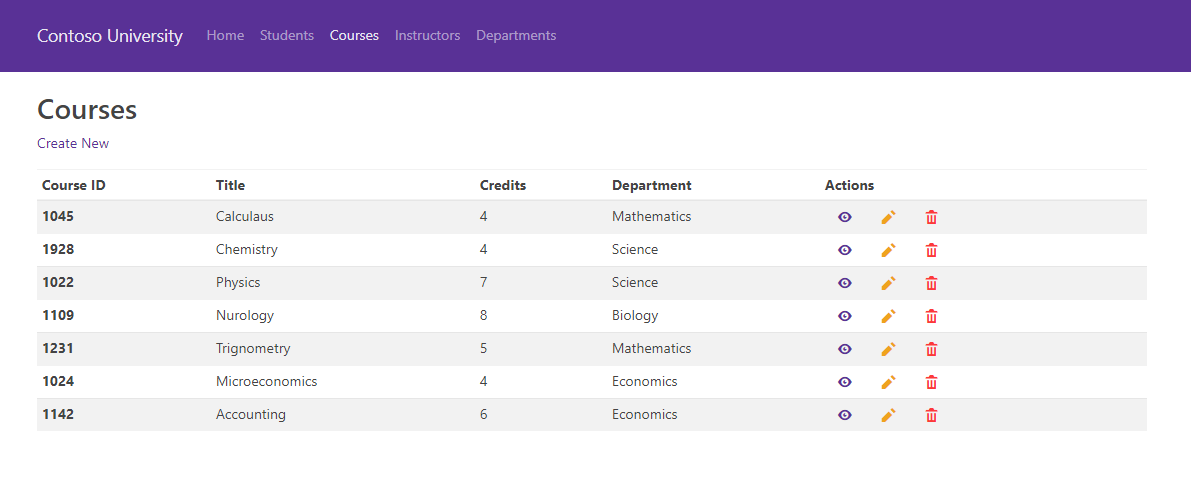 Contoso University Home Students Courses Instructors Departments
Courses
Create New
Course ID Title Credits Department Actions
1045 Calculaus 4 Mathematics
1928 Chemistry 4 Science
1022 Physics 7 Science
1109 Nurology 8 Biology
1231 Trignometry 5 Mathematics
1024 Microeconomics 4 Economics
1142 Accounting 6 Economics